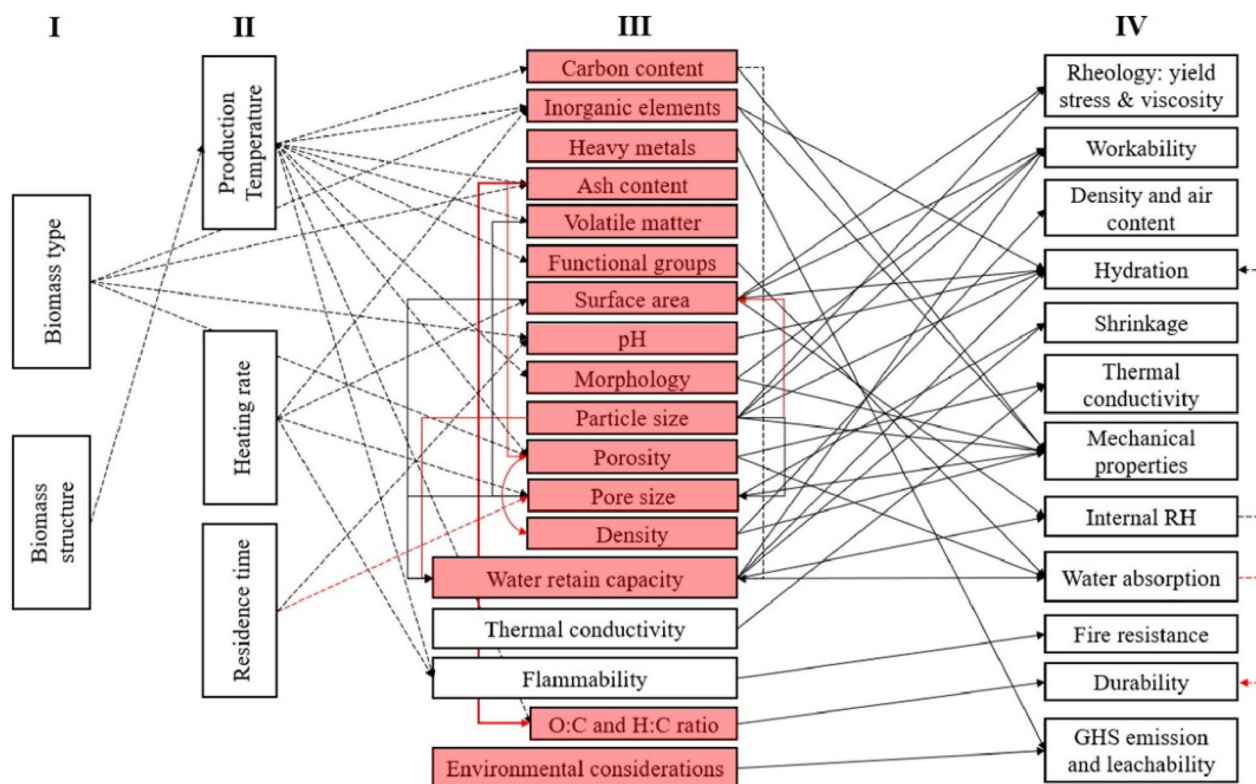 I
II
III
IV
Biomass type
Biomass
structure
Production
Temperature
Heating rate
Residence time
Carbon content
Inorganic elements
Heavy metals
Ash content
Volatile matter
Functional groups
Surface area
pH
Morphology
Particle size
Porosity
Pore size
Density
Water retain capacity
Thermal conductivity
Flammability
O:C and H:C ratio
Environmental considerations
Rheology: yield
stress & viscosity
Workability
Density and air
content
Hydration
Shrinkage
Thermal
conductivity
Mechanical
properties
Internal RH
Water absorption
Fire resistance
Durability
GHS emission
and leachability